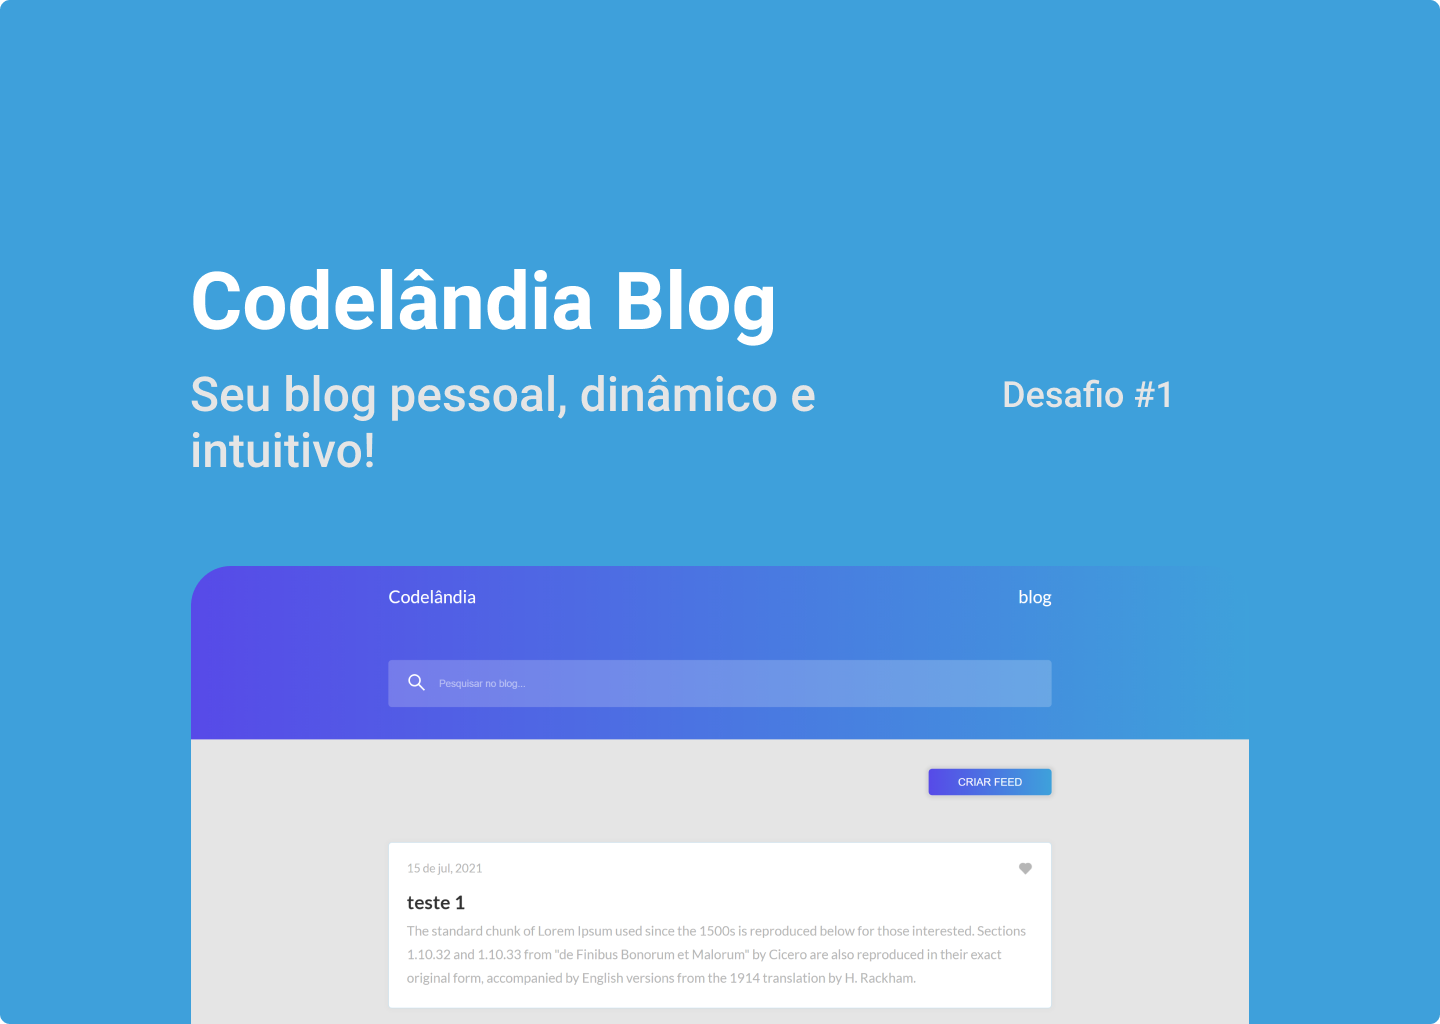 Codelândia Blog
Seu blog pessoal, dinâmico e
intuitivo!
Desafio #1
Codelândia
blog
Pesquisar no blog...
CRIAR FEED
15 de jul, 2021
teste 1
The standard chunk of Lorem Ipsum used since the 1500s is reproduced below for those interested. Sections
1.10.32 and 1.10.33 from "de Finibus Bonorum et Malorum" by Cicero are also reproduced in their exact
original form, accompanied by English versions from the 1914 translation by H. Rackham.